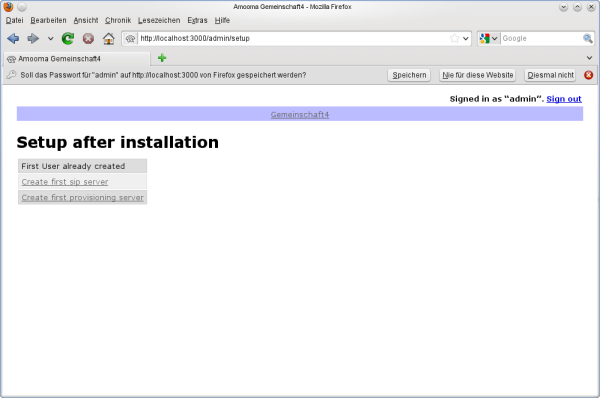 Amooma Gemeinschaft4 - Mozilla Firefox
Datei Bearbeiten Ansicht Chronik Lesezeichen Extras Hilfe
http://localhost:3000/admin/setup Google
Amooma Gemeinschaft4
Soll das Passwort für "admin" auf http://localhost:3000 von Firefox gespeichert werden? Speichern Nie für diese Website Diesmal nicht
Signed in as “admin”. Sign out
Gemeinschaft4
Setup after installation
First User already created
Create first sip server
Create first provisioning server